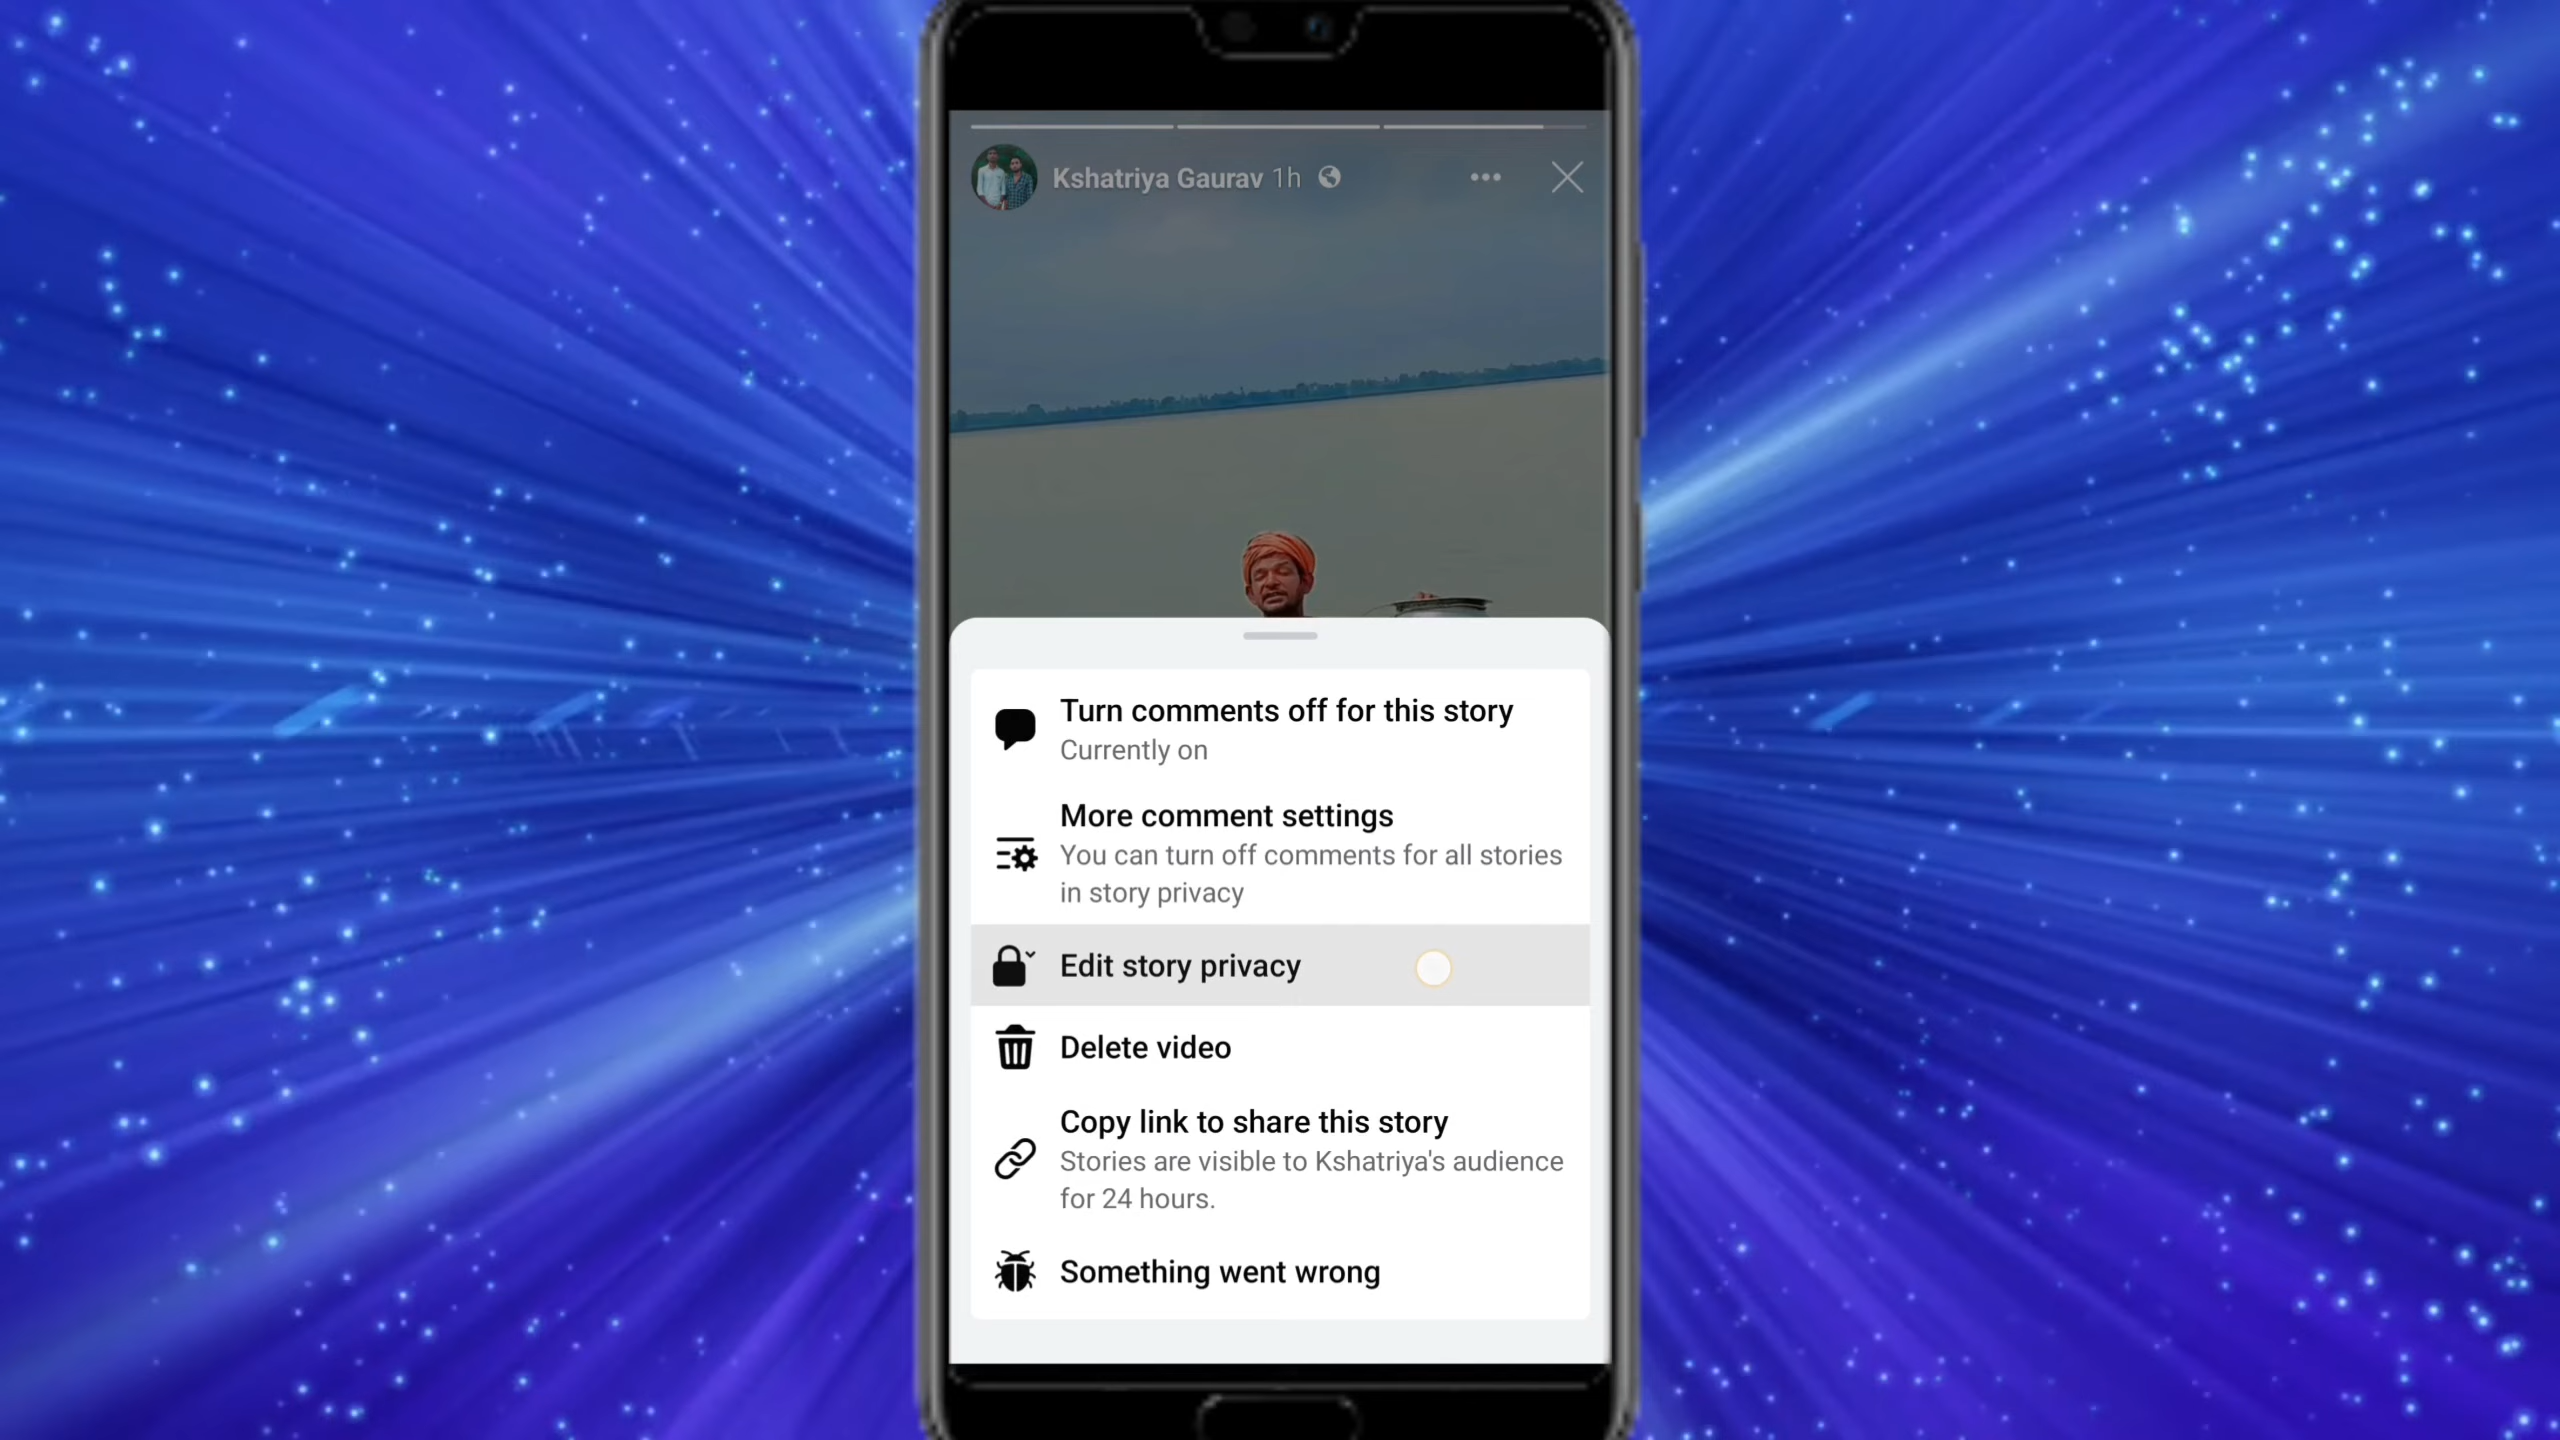 Kshatriya Gaurav 1h
Turn comments off for this story
Currently on
More comment settings
You can turn off comments for all stories
in story privacy
Edit story privacy
Delete video
Copy link to share this story
Stories are visible to Kshatriya's audience
for 24 hours.
Something went wrong